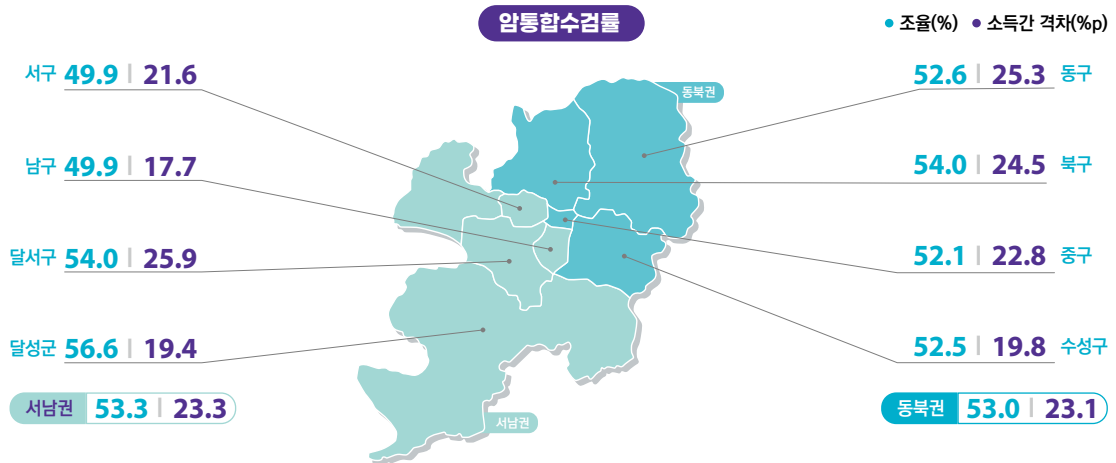 암통합수검률
• 조율(%) • 소득간 격차(%p)
서구 49.9 | 21.6
남구 49.9 | 17.7
달서구 54.0 | 25.9
달성군 56.6 | 19.4
서남권 53.3 | 23.3
동북권
서남권
52.6 | 25.3 동구
54.0 | 24.5 북구
52.1 | 22.8 중구
52.5 | 19.8 수성구
동북권 53.0 | 23.1